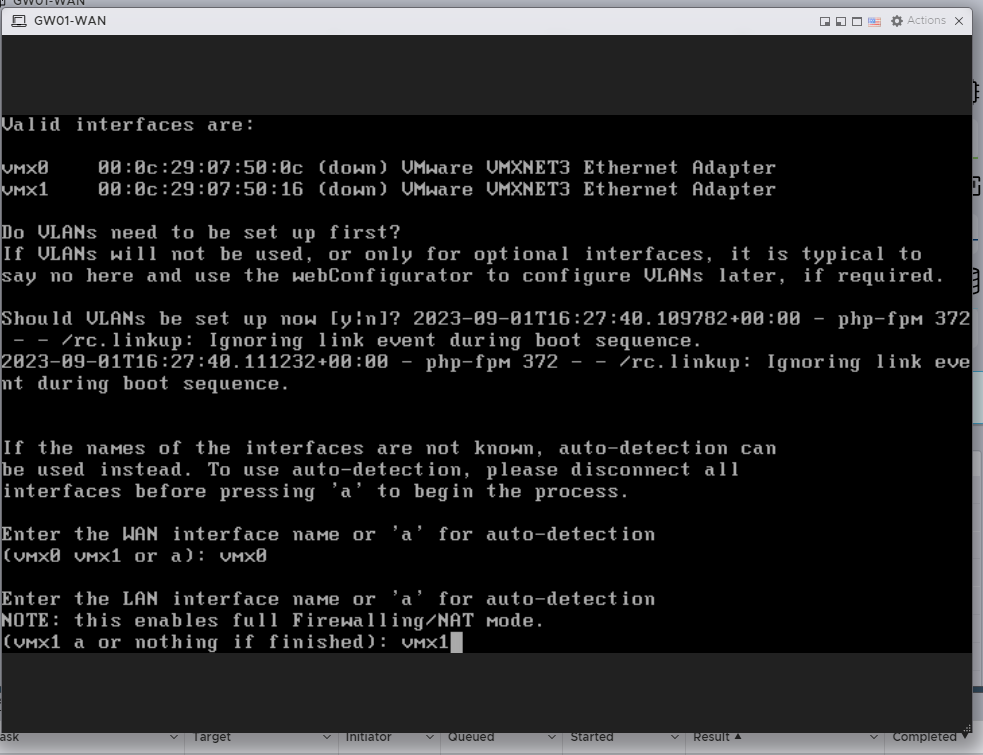 GW01-WAN
GW01-WAN
Actions
Valid interfaces are:
vmx0 00:0c:29:07:50:0c (down) VMware VMXNET3 Ethernet Adapter
vmx1 00:0c:29:07:50:16 (down) VMware VMXNET3 Ethernet Adapter
Do VLANs need to be set up first?
If VLANs will not be used, or only for optional interfaces, it is typical to
say no here and use the webConfigurator to configure VLANs later, if required.
Should VLANs be set up now [y|n]? 2023-09-01T16:27:40.109782+00:00 - php-fpm 372
- - /rc.linkup: Ignoring link event during boot sequence.
2023-09-01T16:27:40.111232+00:00 - php-fpm 372 - - /rc.linkup: Ignoring link eve
nt during boot sequence.
If the names of the interfaces are not known, auto-detection can
be used instead. To use auto-detection, please disconnect all
interfaces before pressing 'a' to begin the process.
Enter the WAN interface name or 'a' for auto-detection
(vmx0 vmx1 or a): vmx0
Enter the LAN interface name or 'a' for auto-detection
NOTE: this enables full Firewalling/NAT mode.
(vmx1 a or nothing if finished): vmx1
ask Target Initiator Queued Started Result Completed